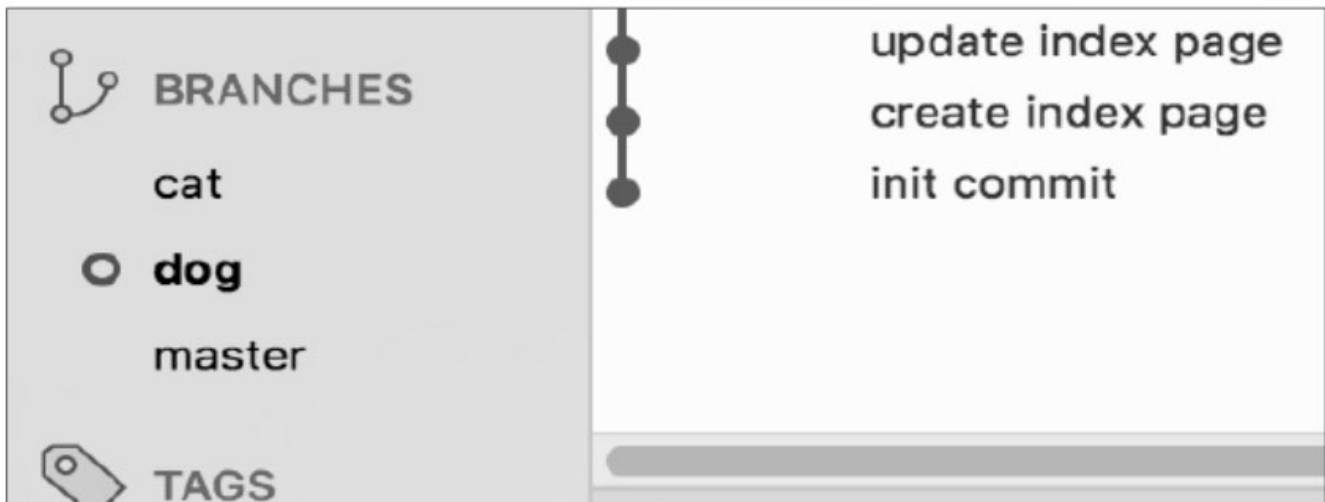 BRANCHES
cat
dog
master
TAGS
update index page
create index page
init commit